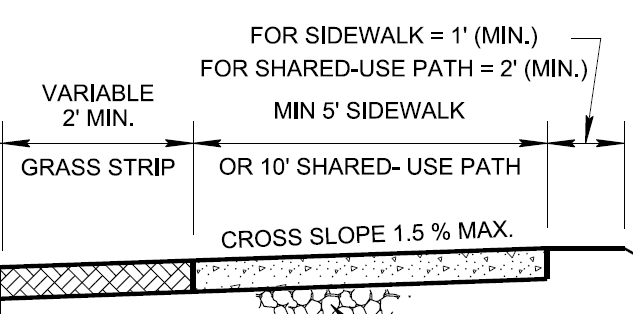 FOR SIDEWALK = 1' (MIN.)
FOR SHARED-USE PATH = 2' (MIN.)
VARIABLE
2' MIN.
MIN 5' SIDEWALK
GRASS STRIP
OR 10' SHARED- USE PATH
CROSS SLOPE 1.5 % MAX.